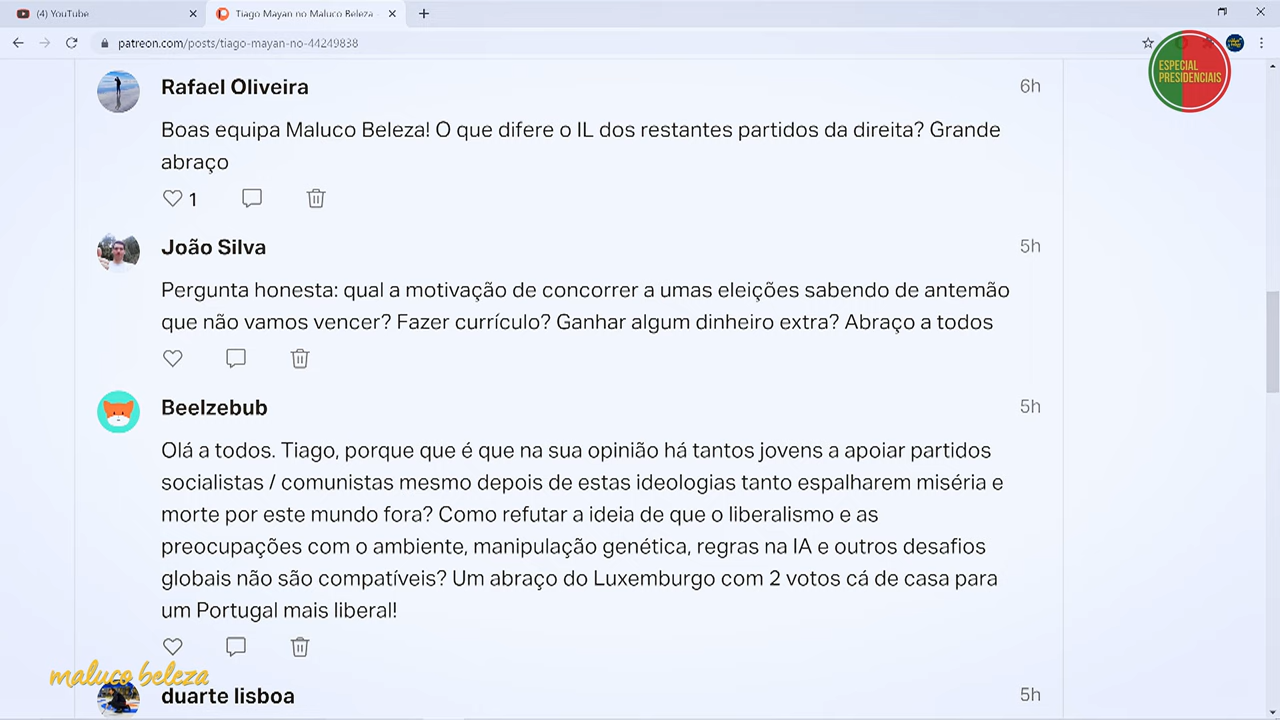 (4) YouTube
Tiago Mayan no Maluco Beleza
patreon.com/posts/tiago-mayan-no-44249838
ESPECIAL
PRESIDENCIAIS
Rafael Oliveira
6h
Boas equipa Maluco Beleza! O que difere o IL dos restantes partidos da direita? Grande
abraço
1
João Silva
5h
Pergunta honesta: qual a motivação de concorrer a umas eleições sabendo de antemão
que não vamos vencer? Fazer currículo? Ganhar algum dinheiro extra? Abraço a todos
Beelzebub
5h
Olá a todos. Tiago, porque que é que na sua opinião há tantos jovens a apoiar partidos
socialistas / comunistas mesmo depois de estas ideologias tanto espalharem miséria e
morte por este mundo fora? Como refutar a ideia de que o liberalismo e as
preocupações com o ambiente, manipulação genética, regras na IA e outros desafios
globais não são compatíveis? Um abraço do Luxemburgo com 2 votos cá de casa para
um Portugal mais liberal!
maluco beleza
duarte lisboa
5h